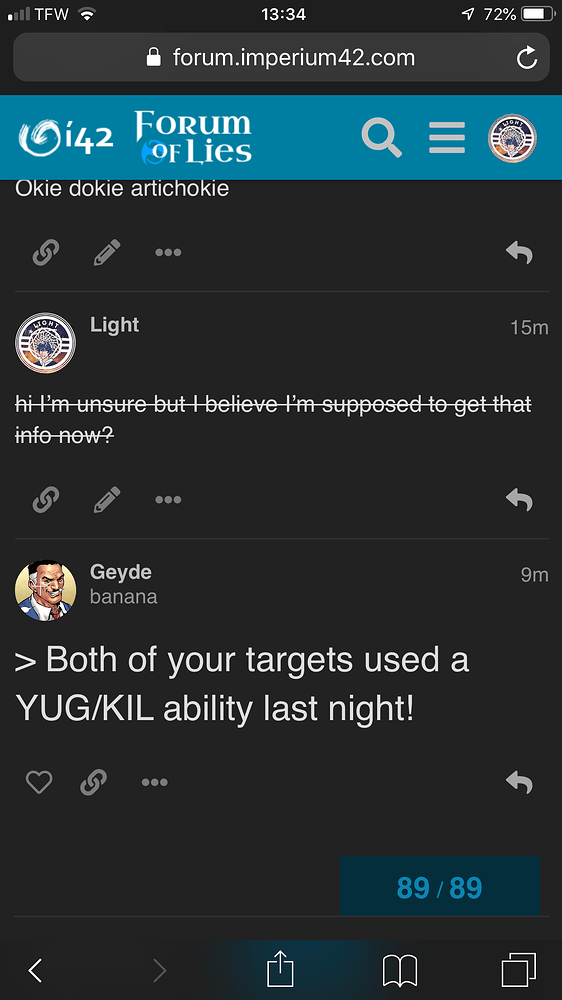 TFW 13:34 72%
forum.imperium42.com
i42 FORUM OF LIES
LIGHT
Okie dokie artichokie
LIGHT
Light 15m
hi I'm unsure but I believe I'm supposed to get that
info now?
Geyde 9m
banana
> Both of your targets used a
YUG/KIL ability last night!
89 / 89